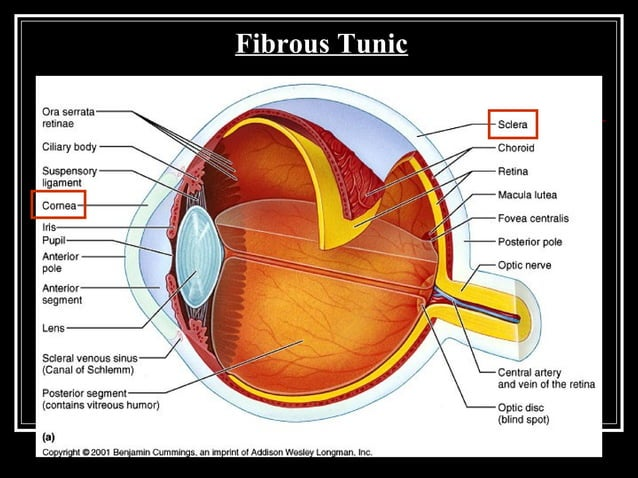 Fibrous Tunic
Ora serrata
retinae
Ciliary body
Suspensory
ligament
Cornea
Iris
Pupil
Anterior
pole
Anterior
segment
Lens
Scleral venous sinus
(Canal of Schlemm)
Posterior segment
(contains vitreous humor)
Sclera
Choroid
Retina
Macula lutea
Fovea centralis
Posterior pole
Optic nerve
Central artery
and vein of the retina
Optic disc
(blind spot)
(a)
Copyright © 2001 Benjamin Cummings, an imprint of Addison Wesley Longman, Inc.